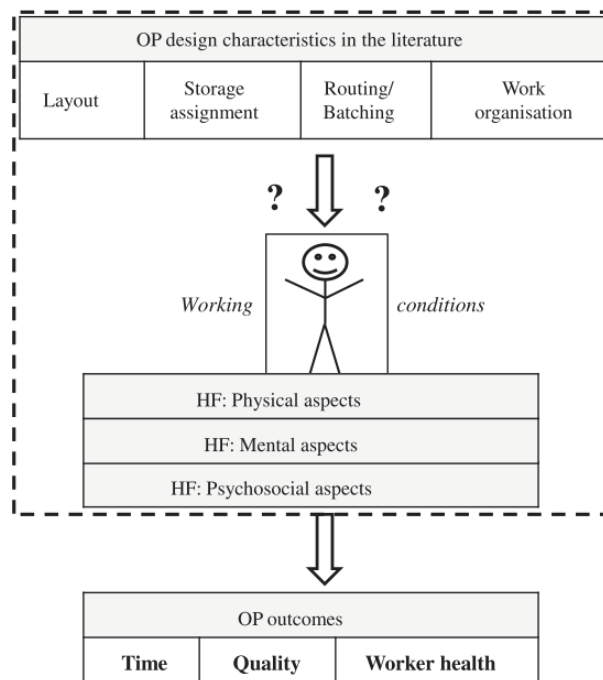 OP design characteristics in the literature
Layout
Storage
assignment
Routing/
Batching
Work
organisation
? ?
Working conditions
HF: Physical aspects
HF: Mental aspects
HF: Psychosocial aspects
OP outcomes
Time Quality Worker health